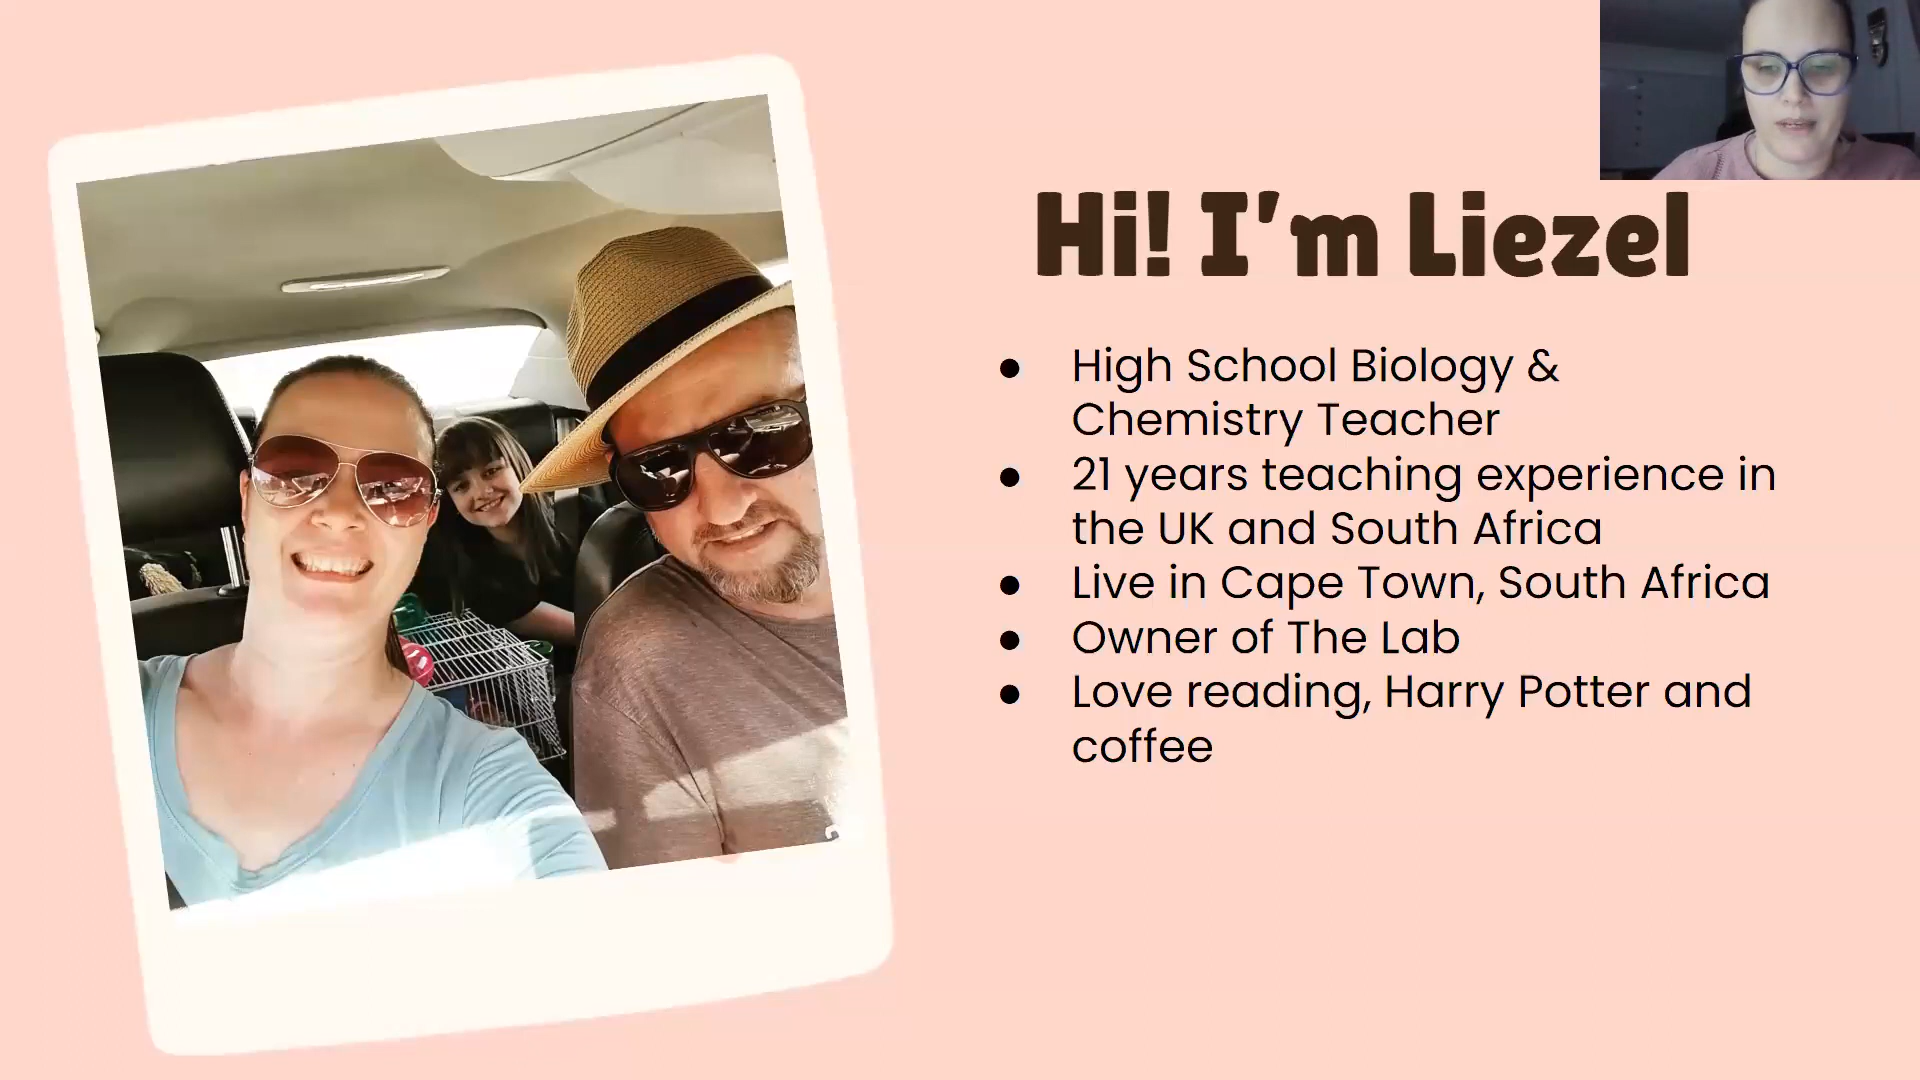 Hi! I'm Liezel
● High School Biology &
Chemistry Teacher
● 21 years teaching experience in
the UK and South Africa
● Live in Cape Town, South Africa
● Owner of The Lab
● Love reading, Harry Potter and
coffee